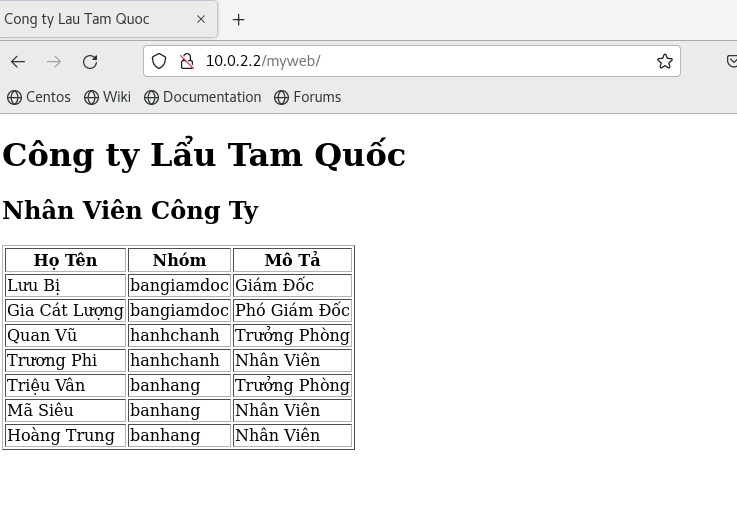 Cong ty Lau Tam Quoc
10.0.2.2/myweb/
Centos Wiki Documentation Forums
Công ty Lẩu Tam Quốc
Nhân Viên Công Ty
Họ Tên Nhóm Mô Tả
Lưu Bị bangiamdoc Giám Đốc
Gia Cát Lượng bangiamdoc Phó Giám Đốc
Quan Vũ hanhchanh Trưởng Phòng
Trương Phi hanhchanh Nhân Viên
Triệu Vân banhang Trưởng Phòng
Mã Siêu banhang Nhân Viên
Hoàng Trung banhang Nhân Viên